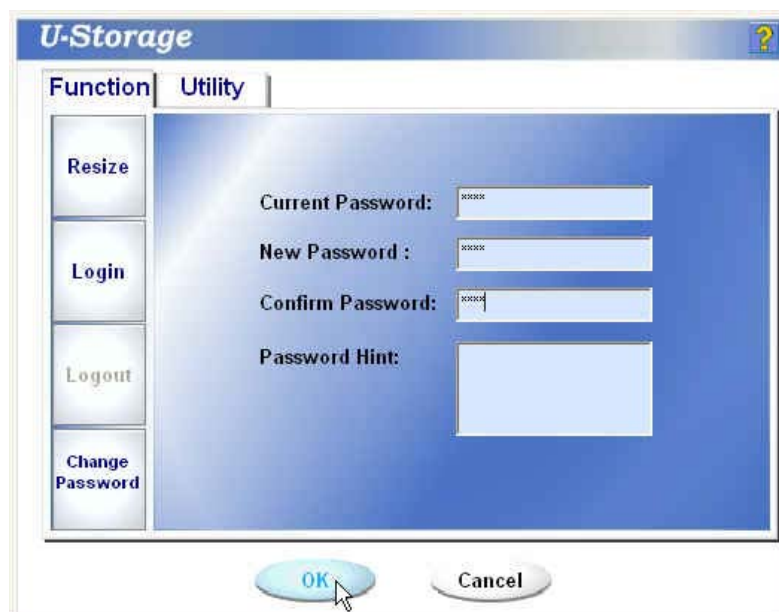 U-Storage
?
Function
Utility
Resize
Login
Logout
Change
Password
Current Password:
****
New Password :
****
Confirm Password:
****
Password Hint:
OK
Cancel